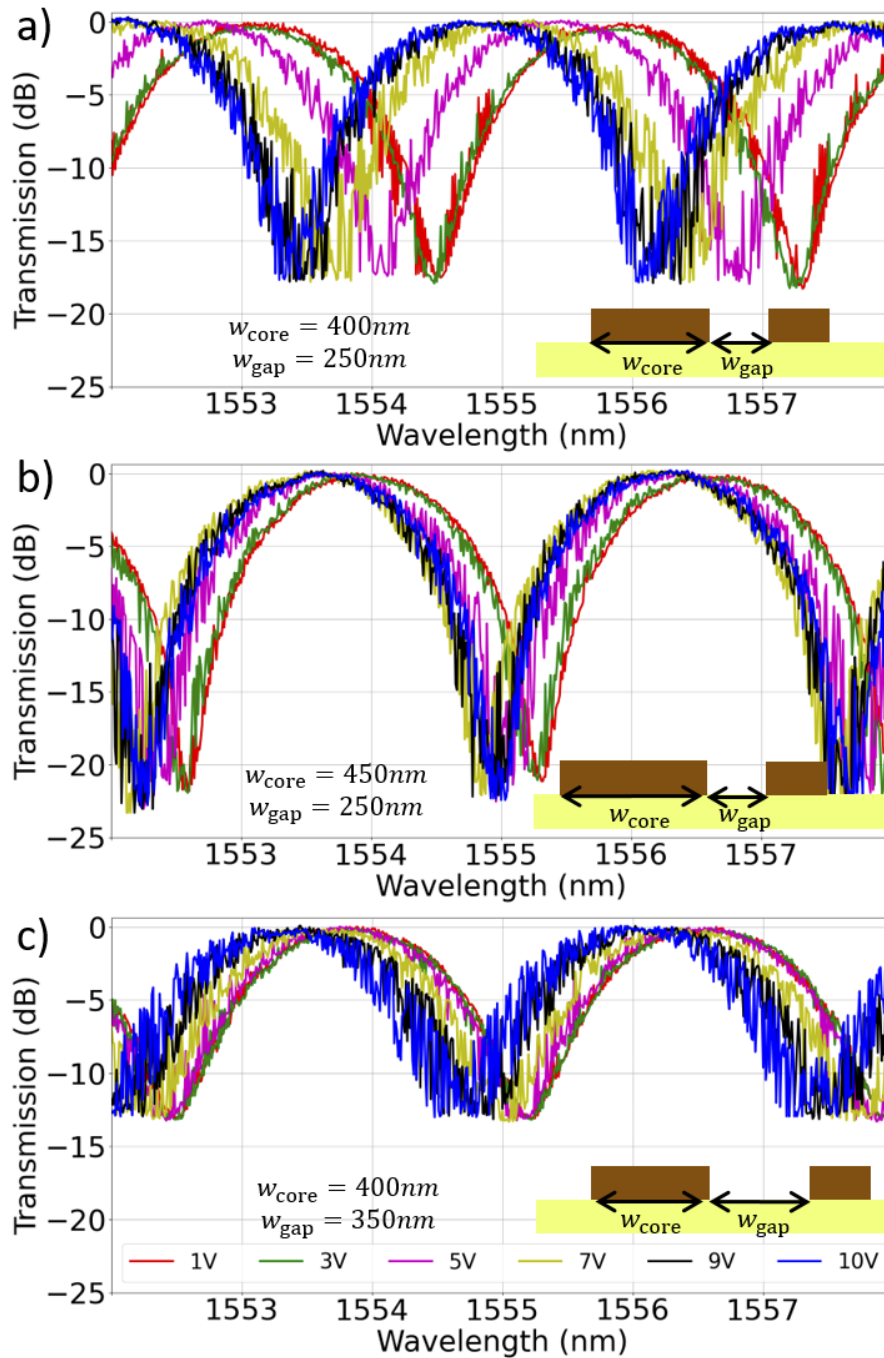 a)
Transmission (dB)
0
−5
−10
−15
−20
−25
w_core = 400nm
w_gap = 250nm
w_core
w_gap
1553 1554 1555 1556 1557
Wavelength (nm)
b)
Transmission (dB)
0
−5
−10
−15
−20
−25
w_core = 450nm
w_gap = 250nm
w_core
w_gap
1553 1554 1555 1556 1557
Wavelength (nm)
c)
Transmission (dB)
0
−5
−10
−15
−20
−25
w_core = 400nm
w_gap = 350nm
w_core
w_gap
1V 3V 5V 7V 9V 10V
1553 1554 1555 1556 1557
Wavelength (nm)